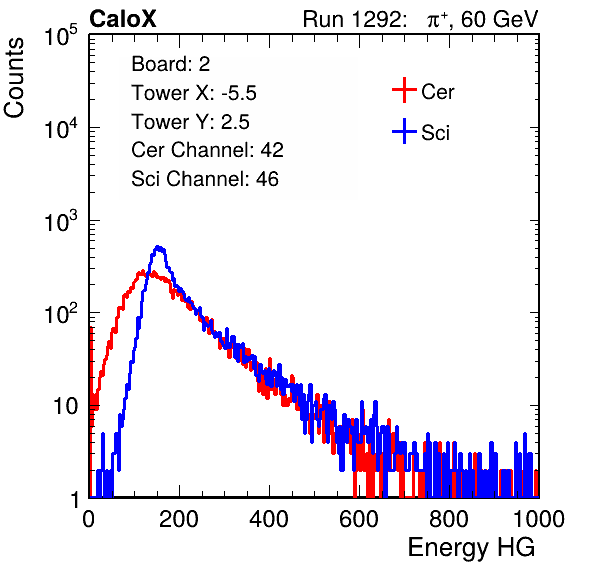 CaloX Run 1292: π⁺, 60 GeV
Counts
10⁵
10⁴
10³
10²
10
1
Board: 2
Tower X: -5.5
Tower Y: 2.5
Cer Channel: 42
Sci Channel: 46
Cer
Sci
0 200 400 600 800 1000
Energy HG